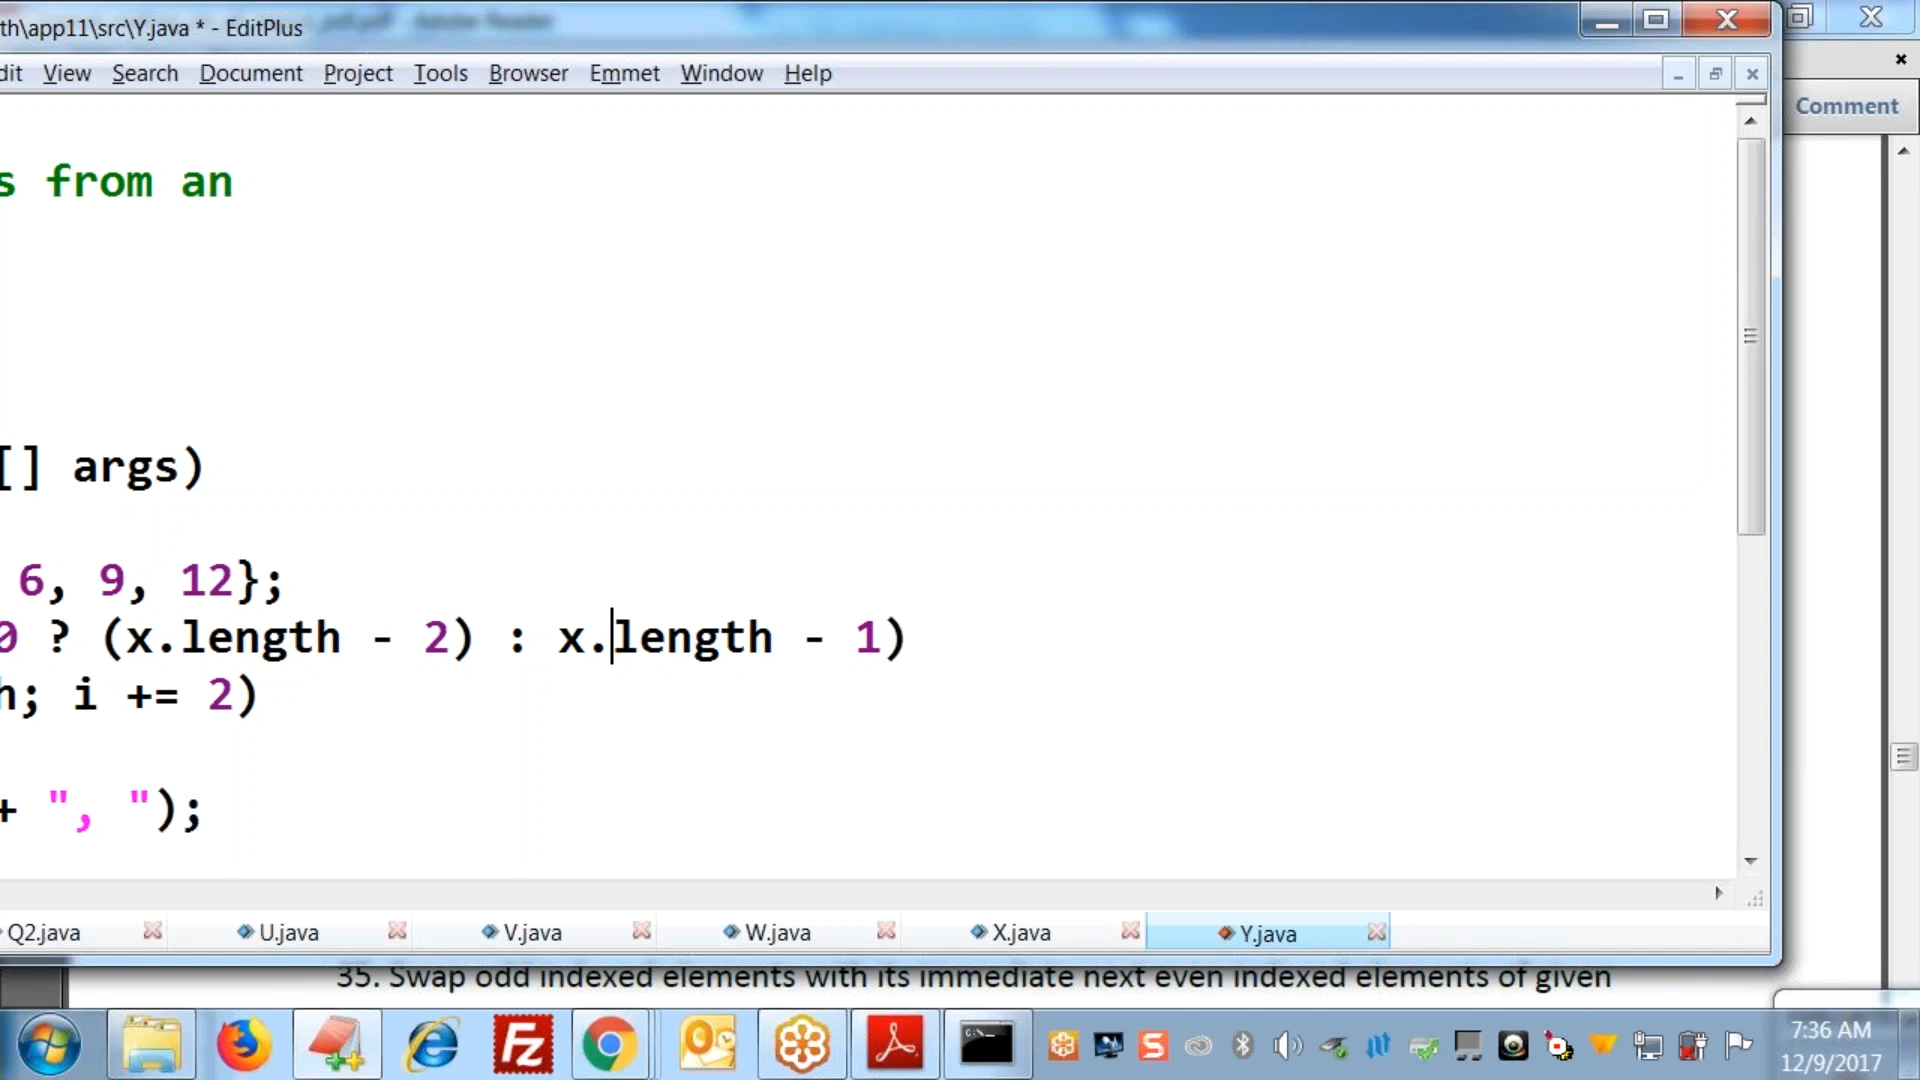 th\app11\src\Y.java * - EditPlus
dit View Search Document Project Tools Browser Emmet Window Help
Comment
s from an
[] args)
6, 9, 12};
0 ? (x.length - 2) : x.length - 1)
h; i += 2)
+ ", ");
Q2.java U.java V.java W.java X.java Y.java
35. Swap odd indexed elements with its immediate next even indexed elements of given
7:36 AM
12/9/2017